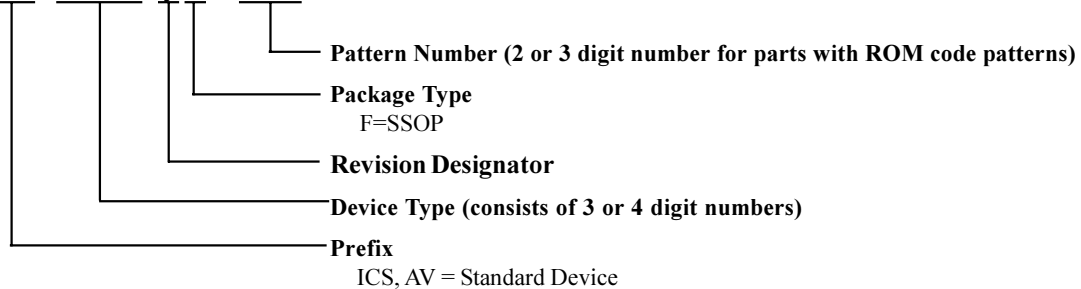 Pattern Number (2 or 3 digit number for parts with ROM code patterns)
Package Type
F=SSOP
Revision Designator
Device Type (consists of 3 or 4 digit numbers)
Prefix
ICS, AV = Standard Device